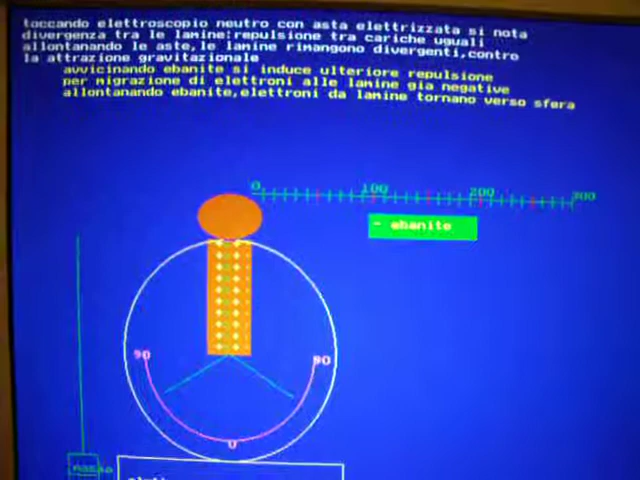 toccando elettroscopio neutro con asta elettrizzata si nota
divergenza tra le lamine:repulsione tra cariche uguali
allontanando le aste,le lamine rimangono divergenti,contro
la attrazione gravitazionale
avvicinando ebanite si induce ulteriore repulsione
per migrazione di elettroni alle lamine gia negative
allontanando ebanite,elettroni da lamine tornano verso sfera
0 100 200 300
- ebanite
90 90
0
massa